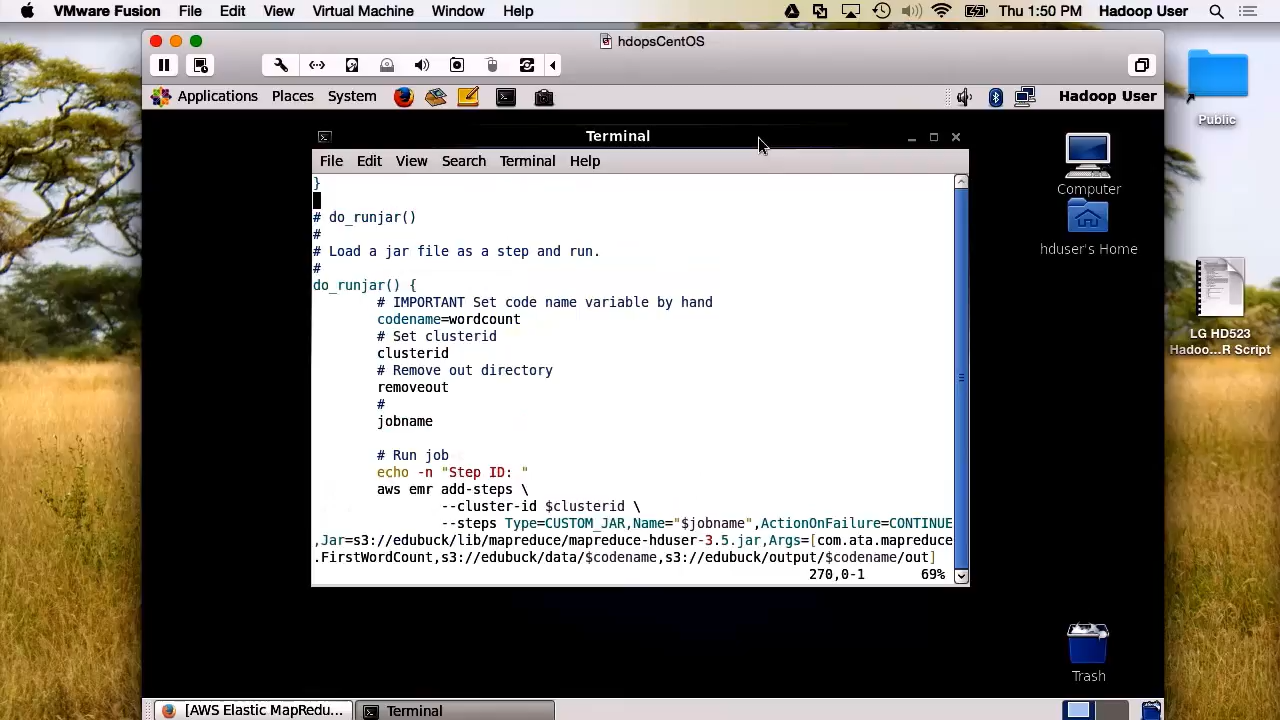 VMware Fusion File Edit View Virtual Machine Window Help Thu 1:50 PM Hadoop User
hdopsCentOS
Applications Places System Hadoop User
Terminal
File Edit View Search Terminal Help
}
# do_runjar()
#
# Load a jar file as a step and run.
#
do_runjar() {
# IMPORTANT Set code name variable by hand
codename=wordcount
# Set clusterid
clusterid
# Remove out directory
removeout
#
jobname
# Run job
echo -n "Step ID: "
aws emr add-steps \
--cluster-id $clusterid \
--steps Type=CUSTOM_JAR,Name="$jobname",ActionOnFailure=CONTINUE
,Jar=s3://edubuck/lib/mapreduce/mapreduce-hduser-3.5.jar,Args=[com.ata.mapreduce
.FirstWordCount,s3://edubuck/data/$codename,s3://edubuck/output/$codename/out]
270,0-1 69%
Computer
hduser's Home
Trash
Public
LG HD523
Hadoo...R Script
[AWS Elastic MapRedu... Terminal